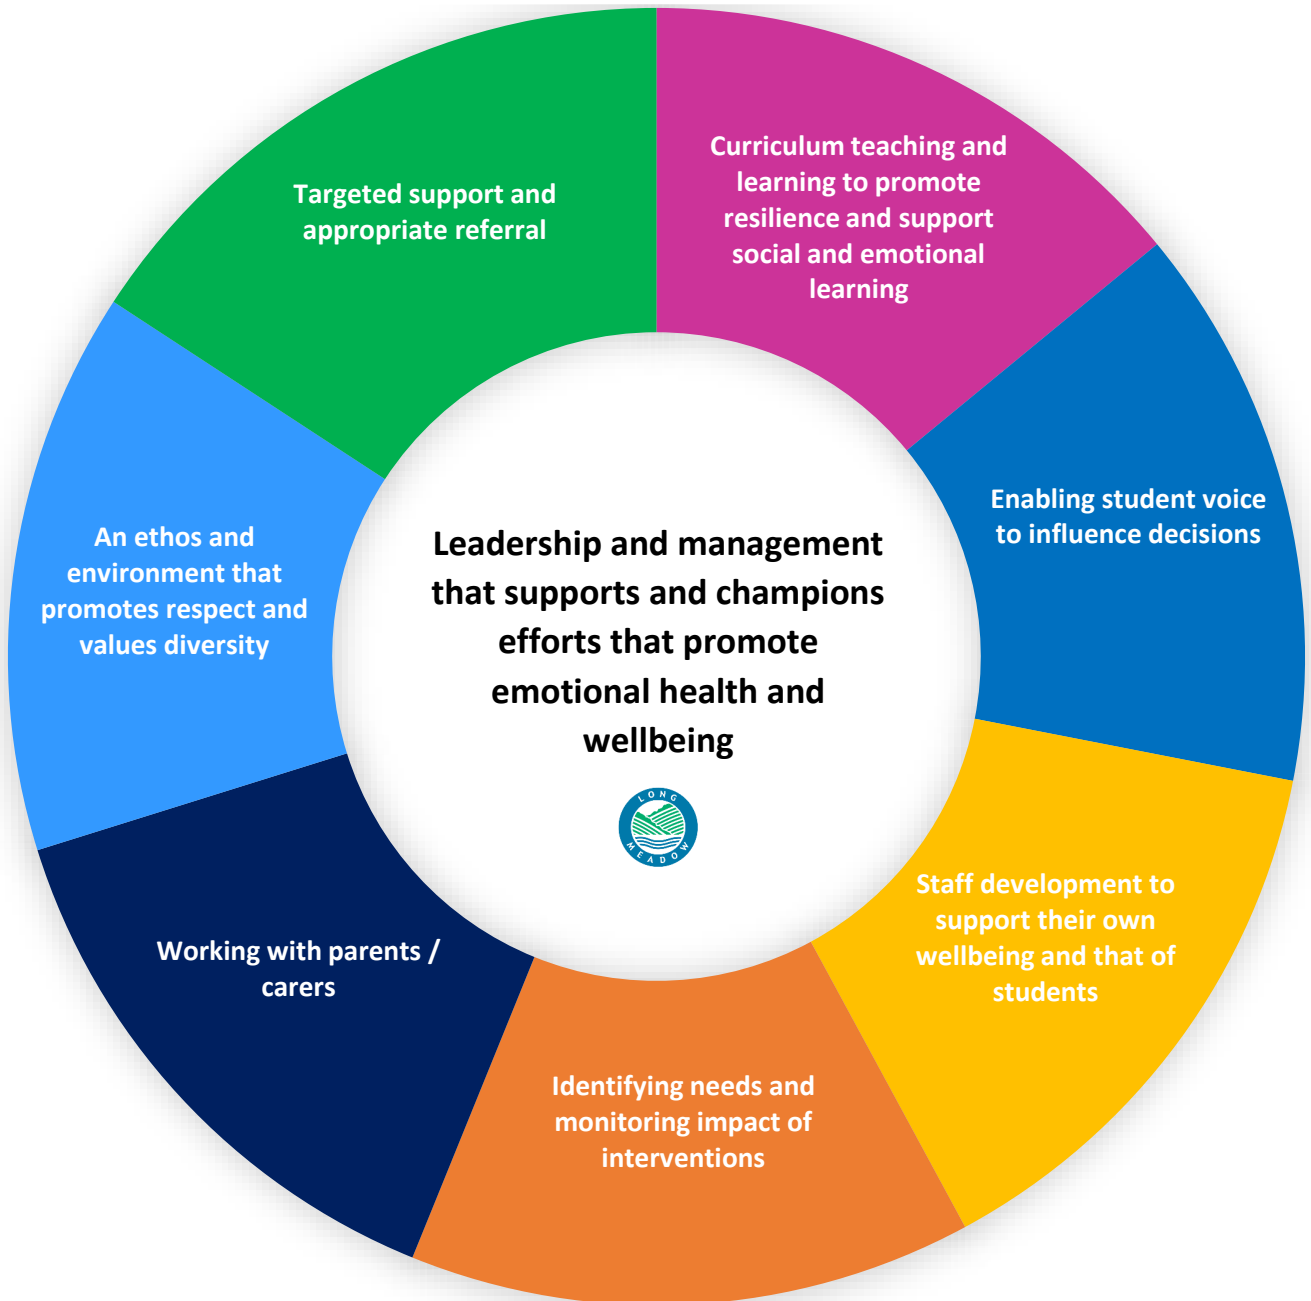 Curriculum teaching and
learning to promote
resilience and support
social and emotional
learning
Enabling student voice
to influence decisions
Staff development to
support their own
wellbeing and that of
students
Identifying needs and
monitoring impact of
interventions
Working with parents /
carers
An ethos and
environment that
promotes respect and
values diversity
Targeted support and
appropriate referral
Leadership and management
that supports and champions
efforts that promote
emotional health and
wellbeing
LONG
MEADOW